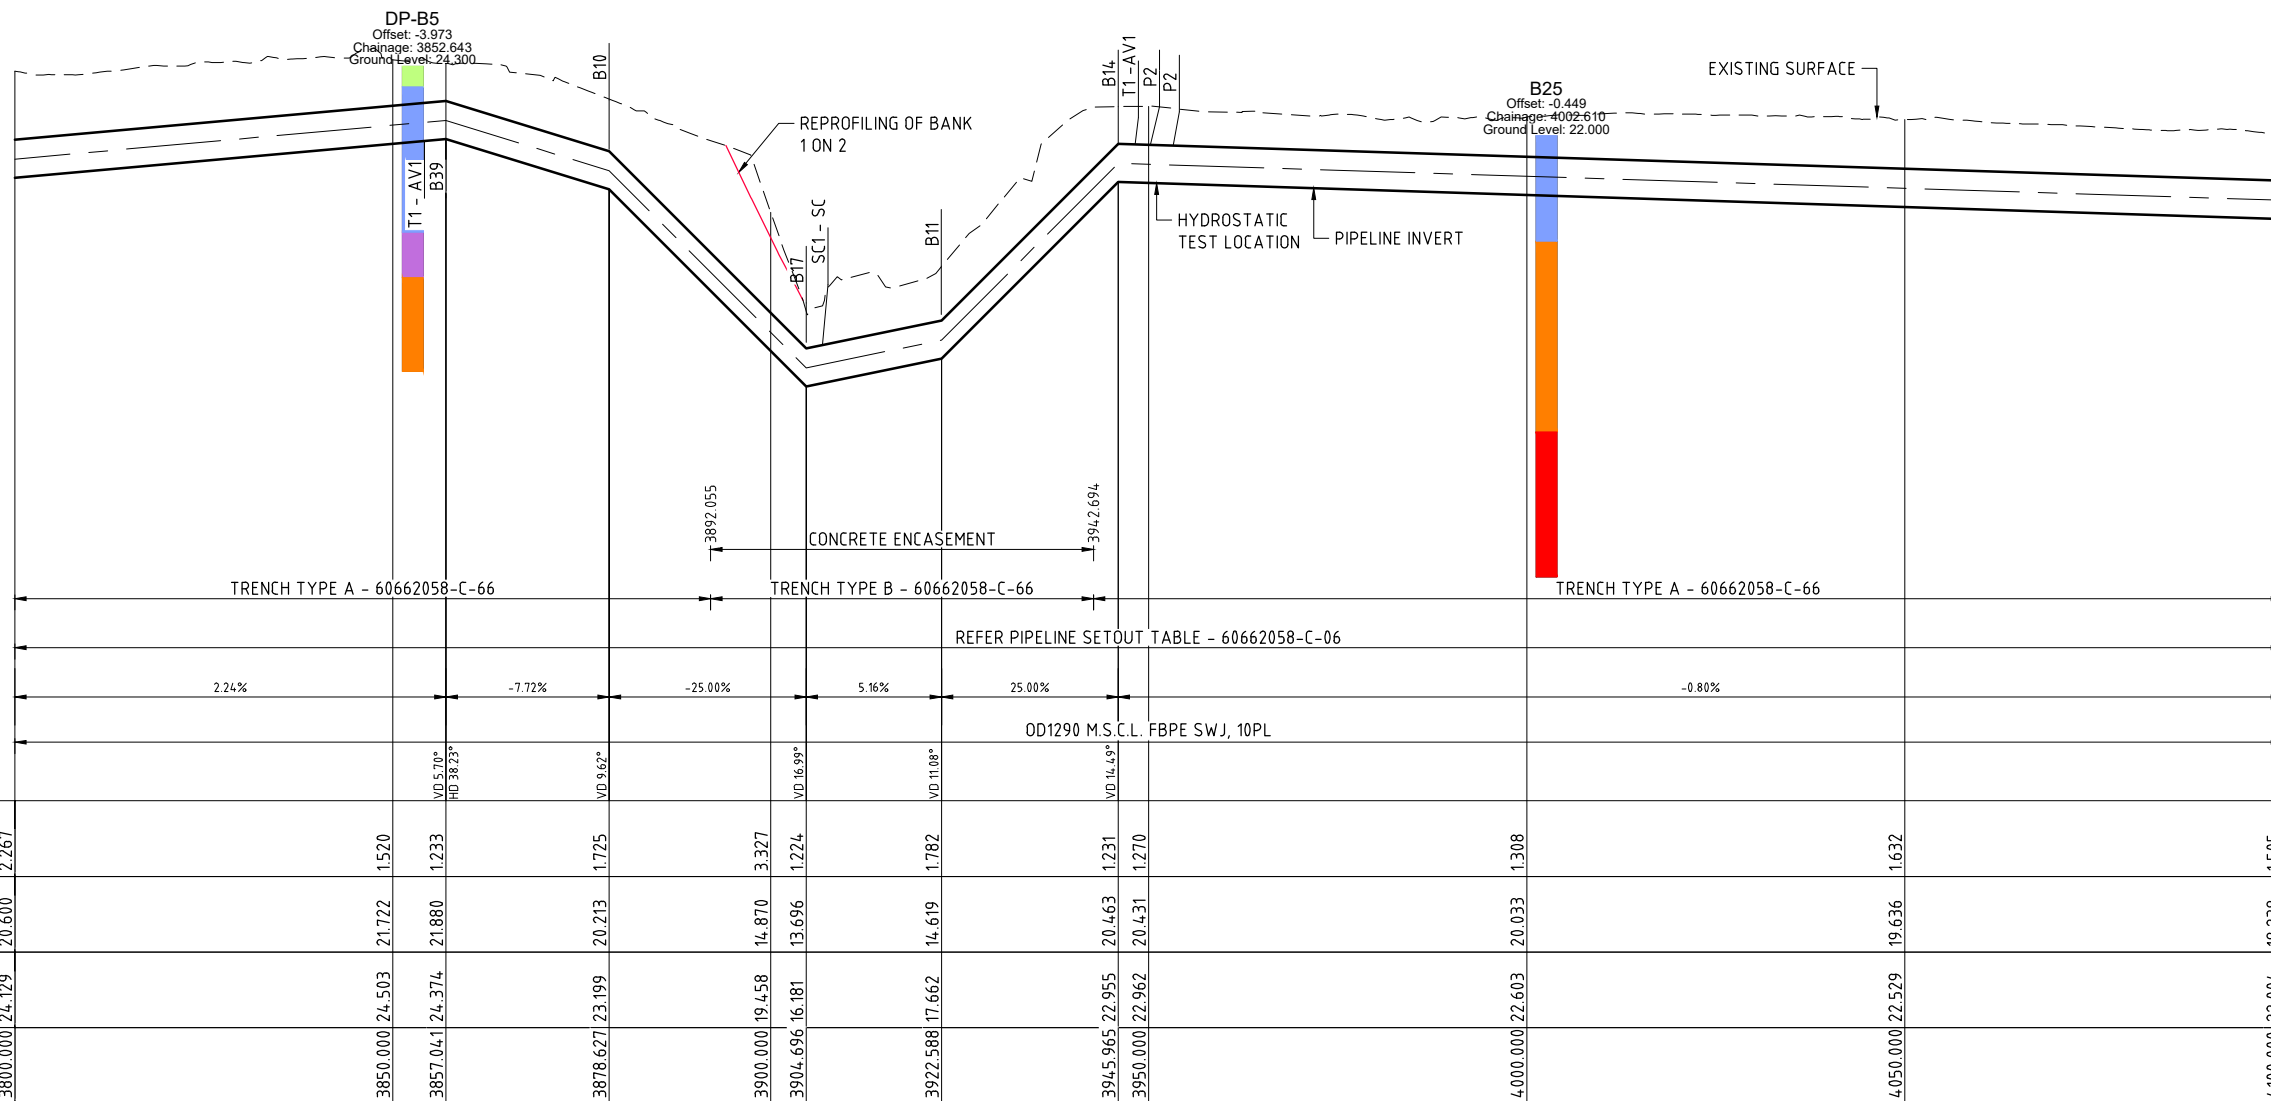 DP-B5
Offset: -3.973
Chainage: 3852.643
Ground Level: 24.300
T1 - AV1
B39
B10
REPROFILING OF BANK
1 ON 2
B17
SC1 - SC
B11
B14
T1-AV1
P2
P2
HYDROSTATIC
TEST LOCATION
PIPELINE INVERT
B25
Offset: -0.449
Chainage: 4002.610
Ground Level: 22.000
EXISTING SURFACE
3892.055
CONCRETE ENCASEMENT
3942.694
TRENCH TYPE A - 60662058-C-66
TRENCH TYPE B - 60662058-C-66
TRENCH TYPE A - 60662058-C-66
REFER PIPELINE SETOUT TABLE - 60662058-C-06
2.24%
-7.72%
-25.00%
5.16%
25.00%
-0.80%
OD1290 M.S.C.L. FBPE SWJ, 10PL
VD 5.70°
HD 38.23°
VD 9.62°
VD 16.99°
VD 11.08°
VD 14.49°
2.267
1.520
1.233
1.725
3.327
1.224
1.782
1.231
1.270
1.308
1.632
20.600
21.722
21.880
20.213
14.870
13.696
14.619
20.463
20.431
20.033
19.636
24.129
24.503
24.374
23.199
19.458
16.181
17.662
22.955
22.962
22.603
22.529
3800.000
3850.000
3857.041
3878.627
3900.000
3904.696
3922.588
3945.965
3950.000
4000.000
4050.000